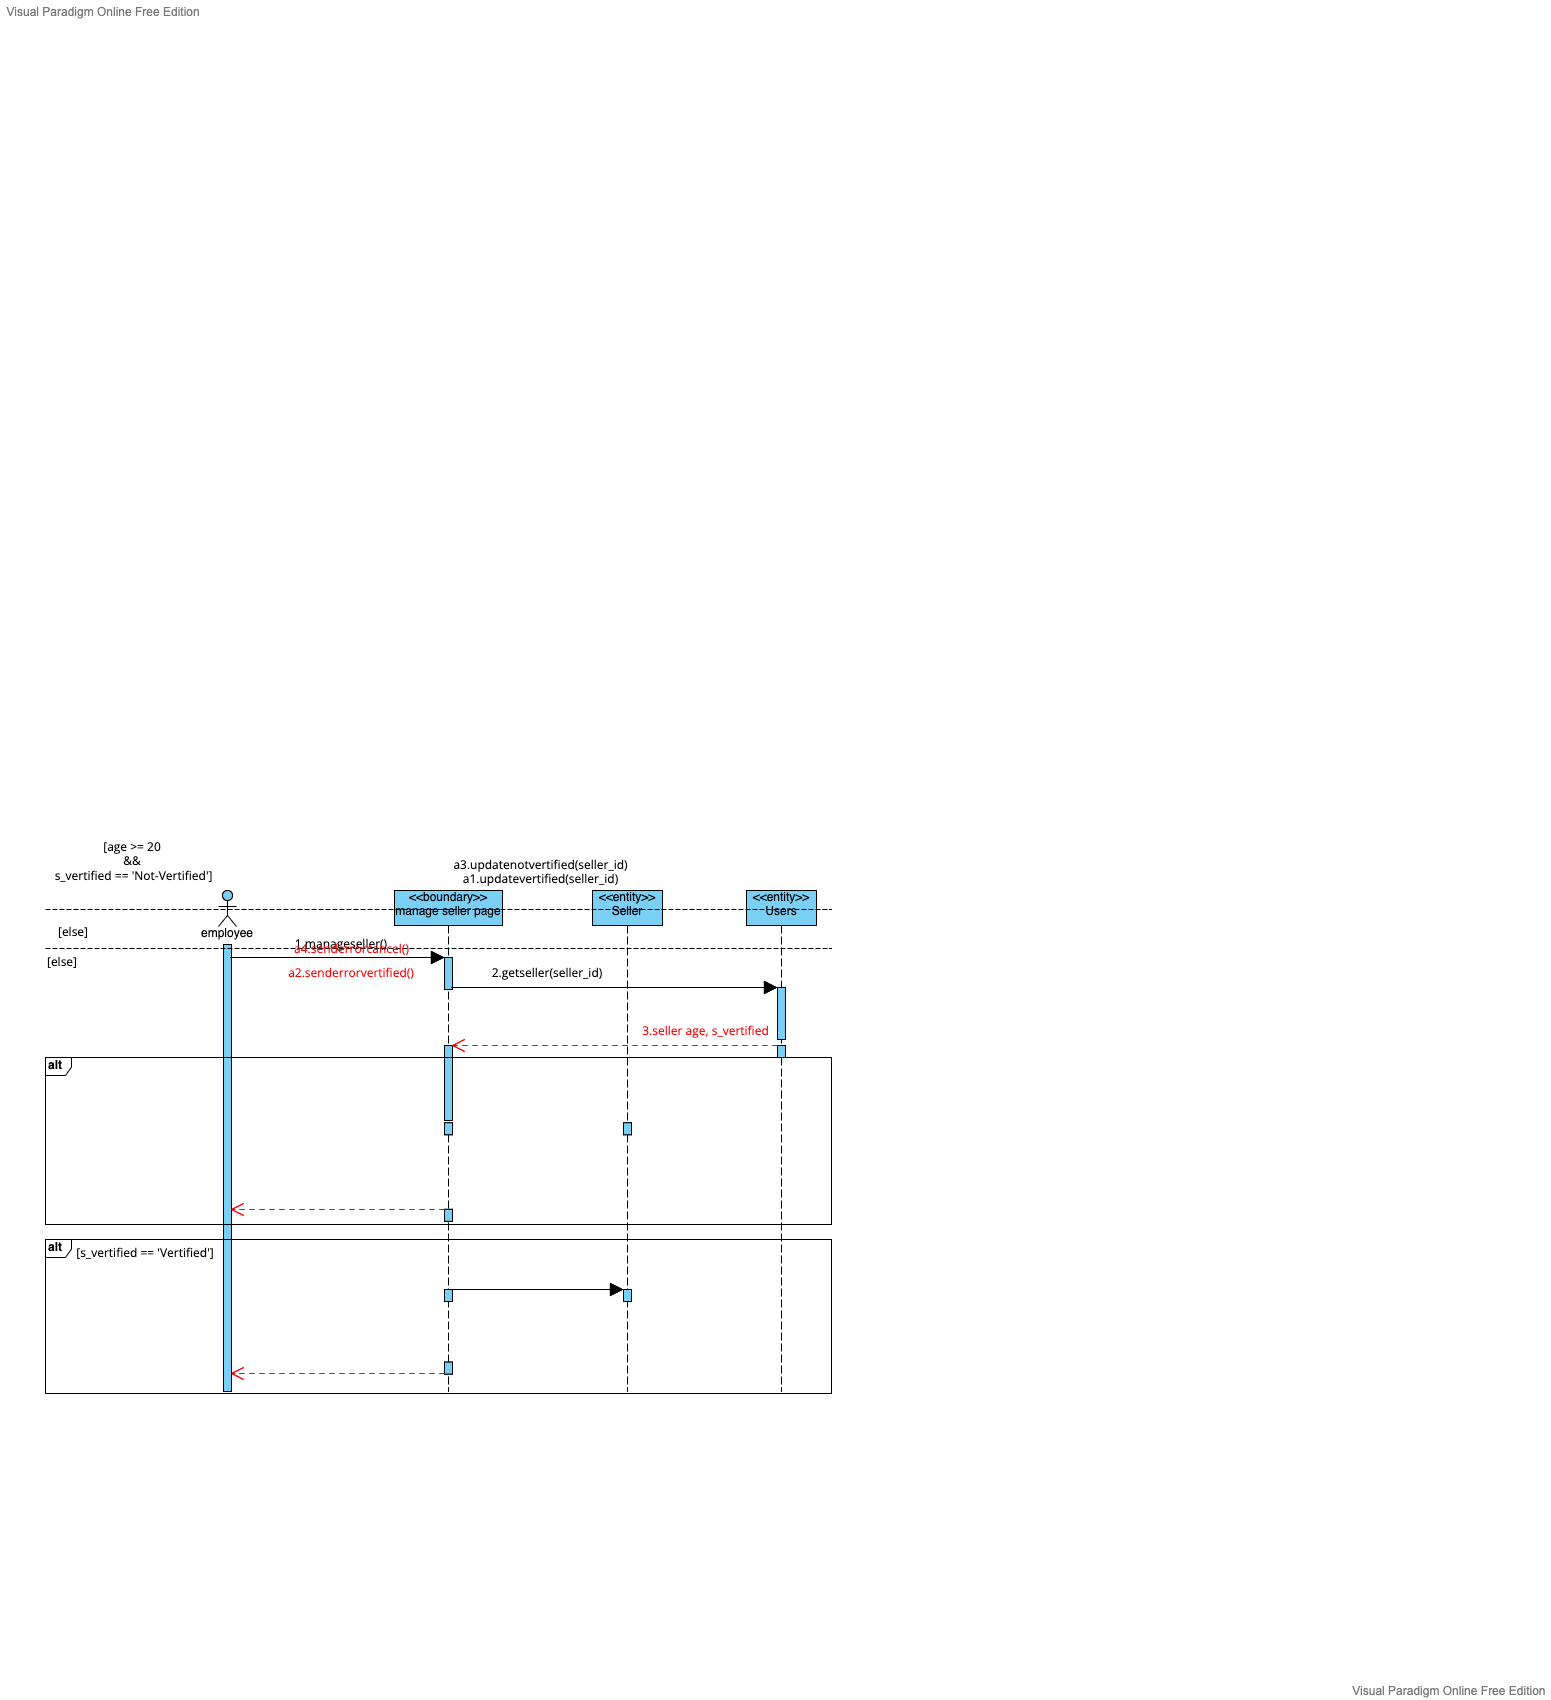 Visual Paradigm Online Free Edition
[age >= 20
&&
s_vertified == 'Not-Vertified']
a3.updatenotvertified(seller_id)
a1.updatevertified(seller_id)
<<boundary>>
manage seller page
<<entity>>
Seller
<<entity>>
Users
[else]
employee
1.manageseller()
a4.senderrorcancel()
[else]
a2.senderrorvertified()
2.getseller(seller_id)
3.seller age, s_vertified
alt
alt
[s_vertified == 'Vertified']
Visual Paradigm Online Free Edition